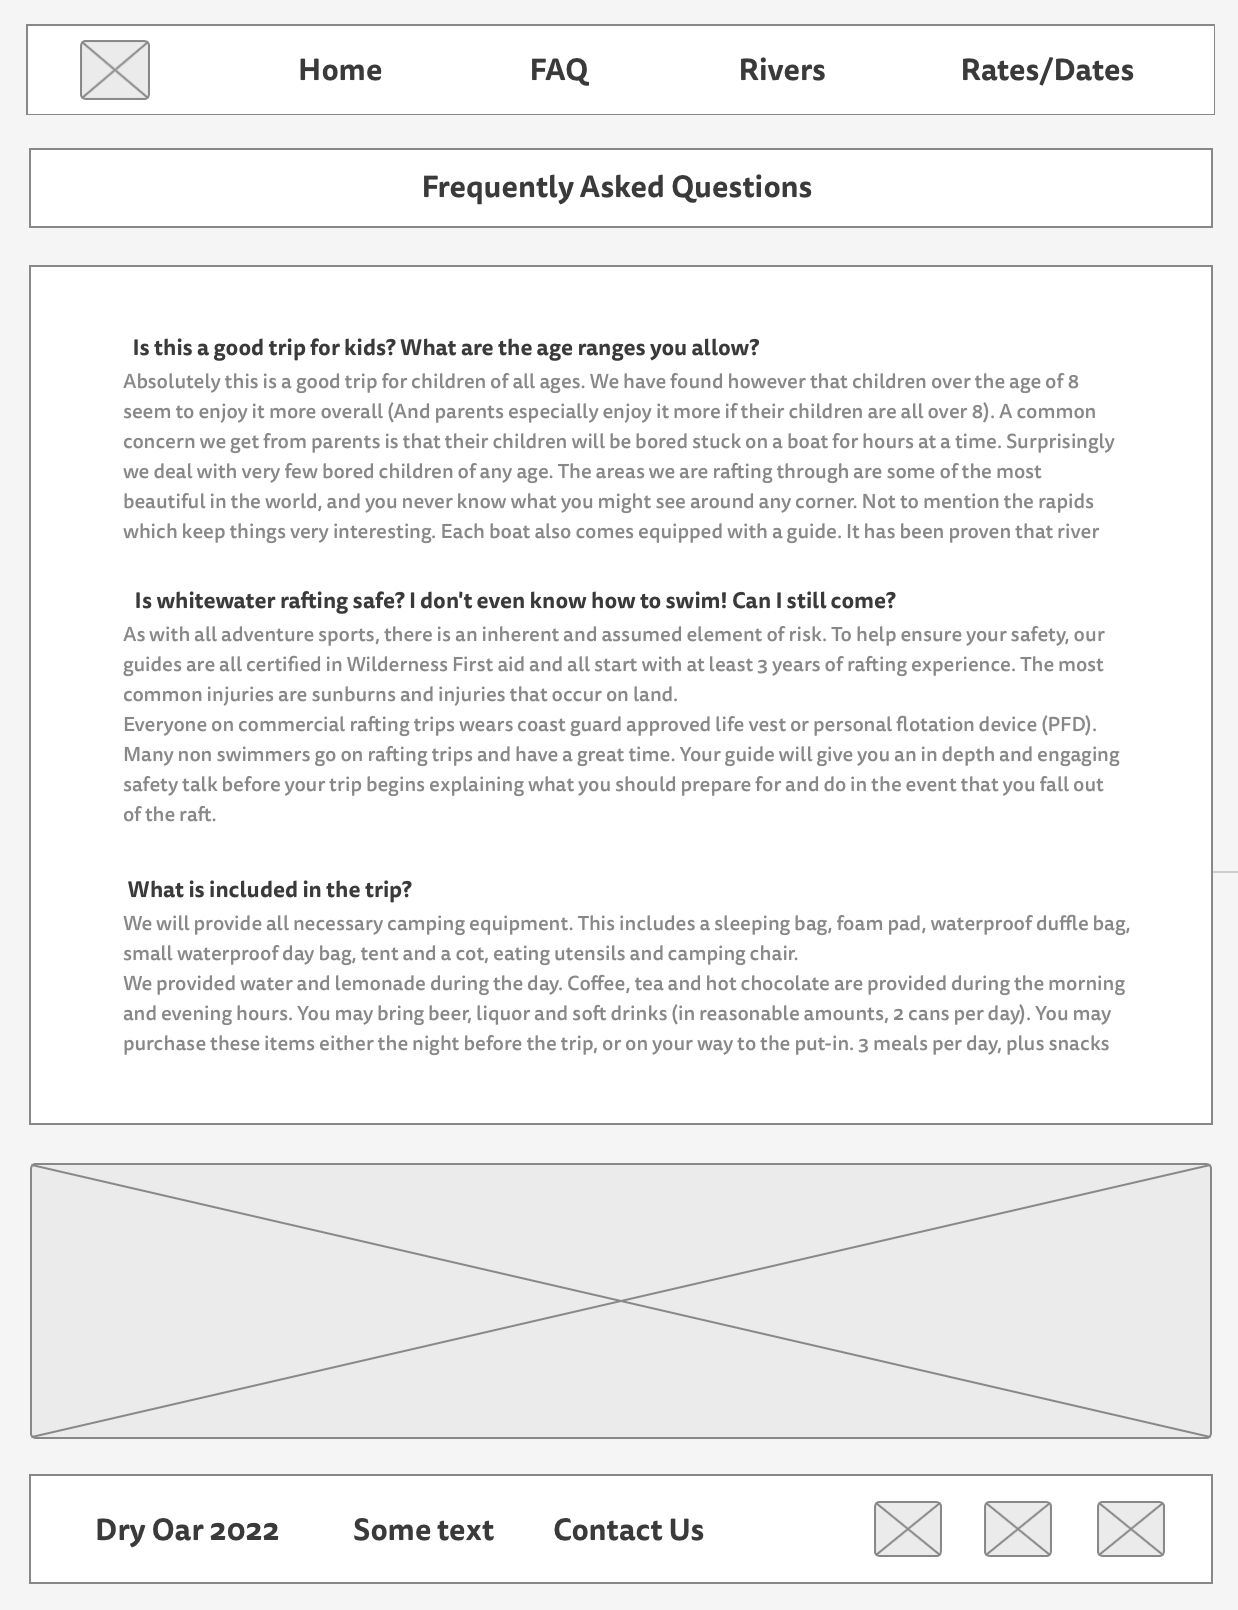 Home FAQ Rivers Rates/Dates
Frequently Asked Questions
Is this a good trip for kids? What are the age ranges you allow?
Absolutely this is a good trip for children of all ages. We have found however that children over the age of 8
seem to enjoy it more overall (And parents especially enjoy it more if their children are all over 8). A common
concern we get from parents is that their children will be bored stuck on a boat for hours at a time. Surprisingly
we deal with very few bored children of any age. The areas we are rafting through are some of the most
beautiful in the world, and you never know what you might see around any corner. Not to mention the rapids
which keep things very interesting. Each boat also comes equipped with a guide. It has been proven that river
Is whitewater rafting safe? I don't even know how to swim! Can I still come?
As with all adventure sports, there is an inherent and assumed element of risk. To help ensure your safety, our
guides are all certified in Wilderness First aid and all start with at least 3 years of rafting experience. The most
common injuries are sunburns and injuries that occur on land.
Everyone on commercial rafting trips wears coast guard approved life vest or personal flotation device (PFD).
Many non swimmers go on rafting trips and have a great time. Your guide will give you an in depth and engaging
safety talk before your trip begins explaining what you should prepare for and do in the event that you fall out
of the raft.
What is included in the trip?
We will provide all necessary camping equipment. This includes a sleeping bag, foam pad, waterproof duffle bag,
small waterproof day bag, tent and a cot, eating utensils and camping chair.
We provided water and lemonade during the day. Coffee, tea and hot chocolate are provided during the morning
and evening hours. You may bring beer, liquor and soft drinks (in reasonable amounts, 2 cans per day). You may
purchase these items either the night before the trip, or on your way to the put-in. 3 meals per day, plus snacks
Dry Oar 2022 Some text Contact Us